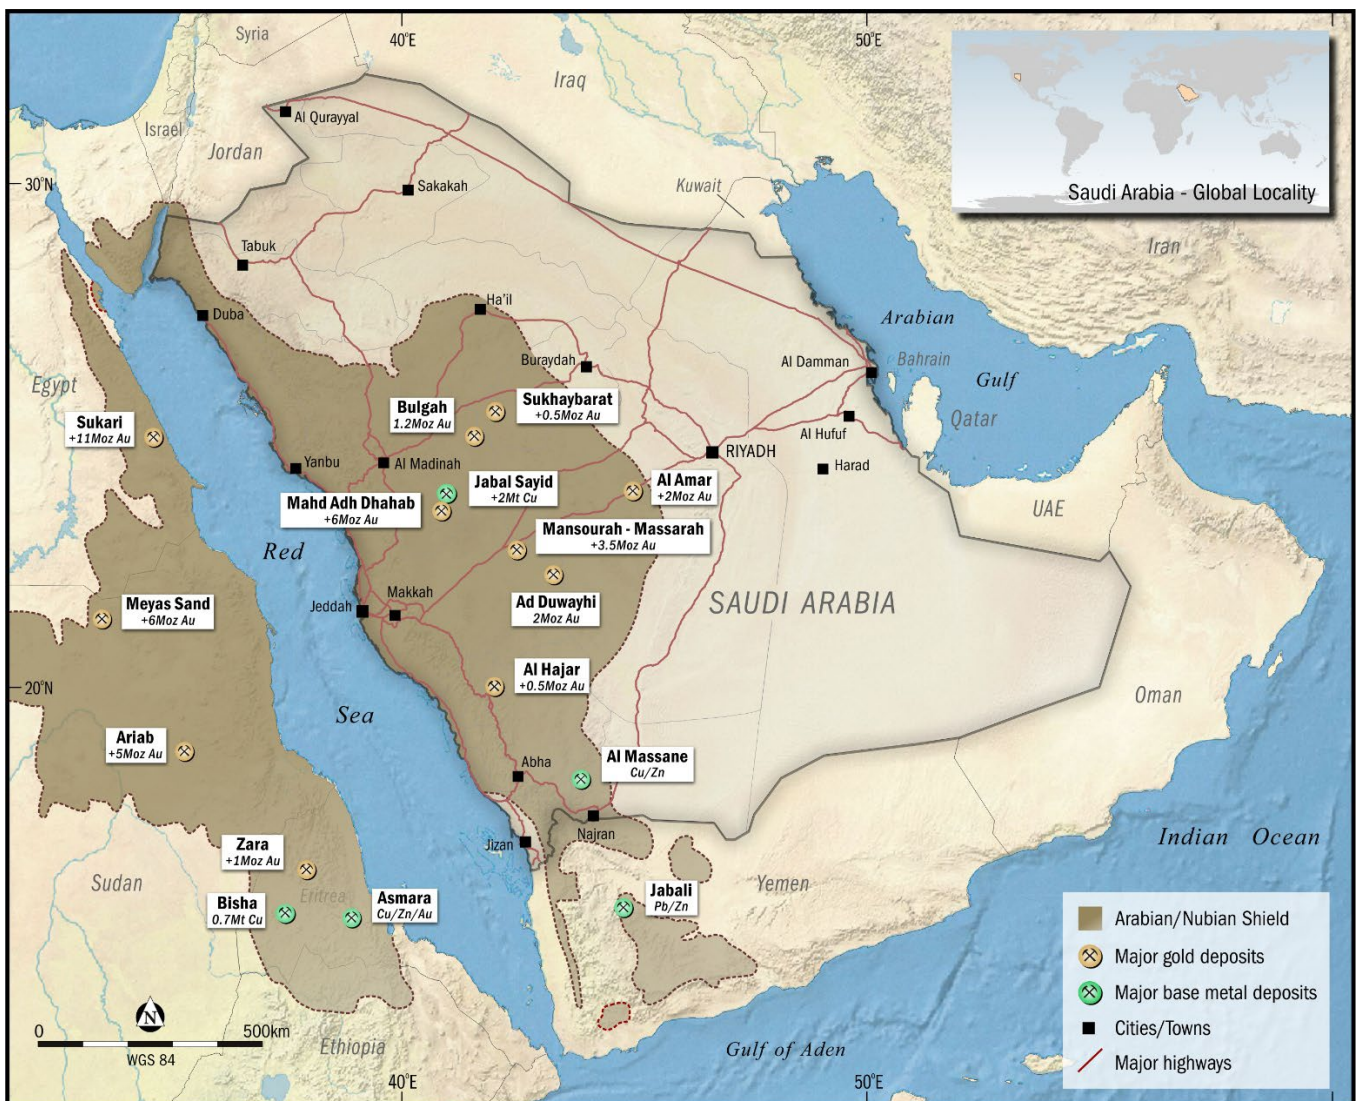 40°E
50°E
Syria
Iraq
Saudi Arabia - Global Locality
Al Qurayyal
Israel
Jordan
30°N
Sakakah
Kuwait
Iran
Tabuk
Ha'il
Duba
Arabian
Buraydah
Al Damman
Bahrain
Gulf
Egypt
Sukhaybarat
+0.5Moz Au
Bulgah
1.2Moz Au
Sukari
+11Moz Au
Qatar
Al Hufuf
RIYADH
Yanbu
Al Madinah
Harad
Jabal Sayid
+2Mt Cu
Al Amar
+2Moz Au
Mahd Adh Dhahab
+6Moz Au
UAE
Mansourah - Massarah
+3.5Moz Au
Red
Makkah
Jeddah
Meyas Sand
+6Moz Au
Ad Duwayhi
2Moz Au
SAUDI ARABIA
Al Hajar
+0.5Moz Au
20°N
Oman
Sea
Ariab
+5Moz Au
Abha
Al Massane
Cu/Zn
Najran
Jizan
Indian Ocean
Zara
+1Moz Au
Sudan
Eritrea
Bisha
0.7Mt Cu
Asmara
Cu/Zn/Au
Jabali
Pb/Zn
Yemen
Arabian/Nubian Shield
Major gold deposits
Major base metal deposits
Cities/Towns
Major highways
N
0
500km
WGS 84
Ethiopia
Gulf of Aden
40°E
50°E